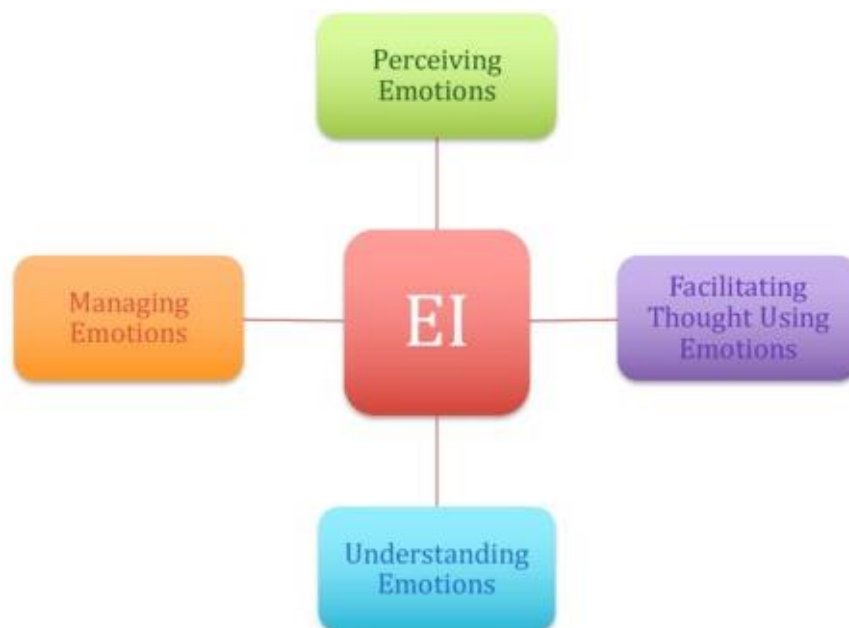 Perceiving
Emotions
Managing
Emotions
EI
Facilitating
Thought Using
Emotions
Understanding
Emotions